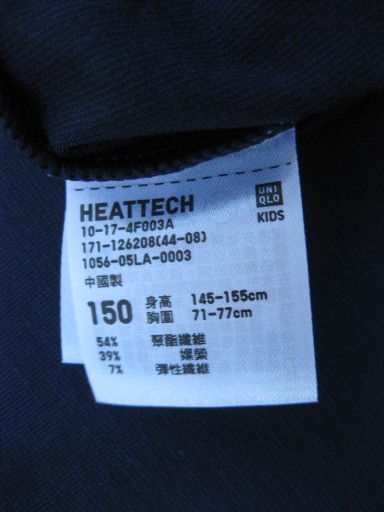 HEATTECH
UNI
QLO
KIDS
10-17-4F003A
171-126208(44-08)
1056-05LA-0003
中國製
150
身高 145-155cm
胸圍 71-77cm
54% 聚酯纖維
39% 嫘縈
7% 彈性纖維